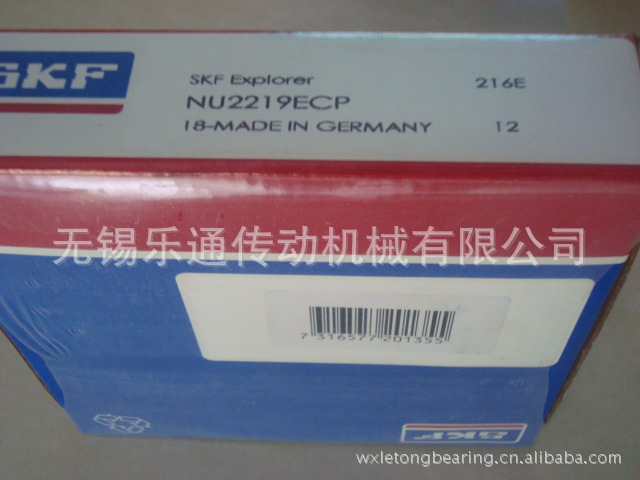 SKF
SKF Explorer 216E
NU2219ECP
18-MADE IN GERMANY 12
无锡乐通传动机械有限公司
7 316577 201355
SKF
wxletongbearing.cn.alibaba.com